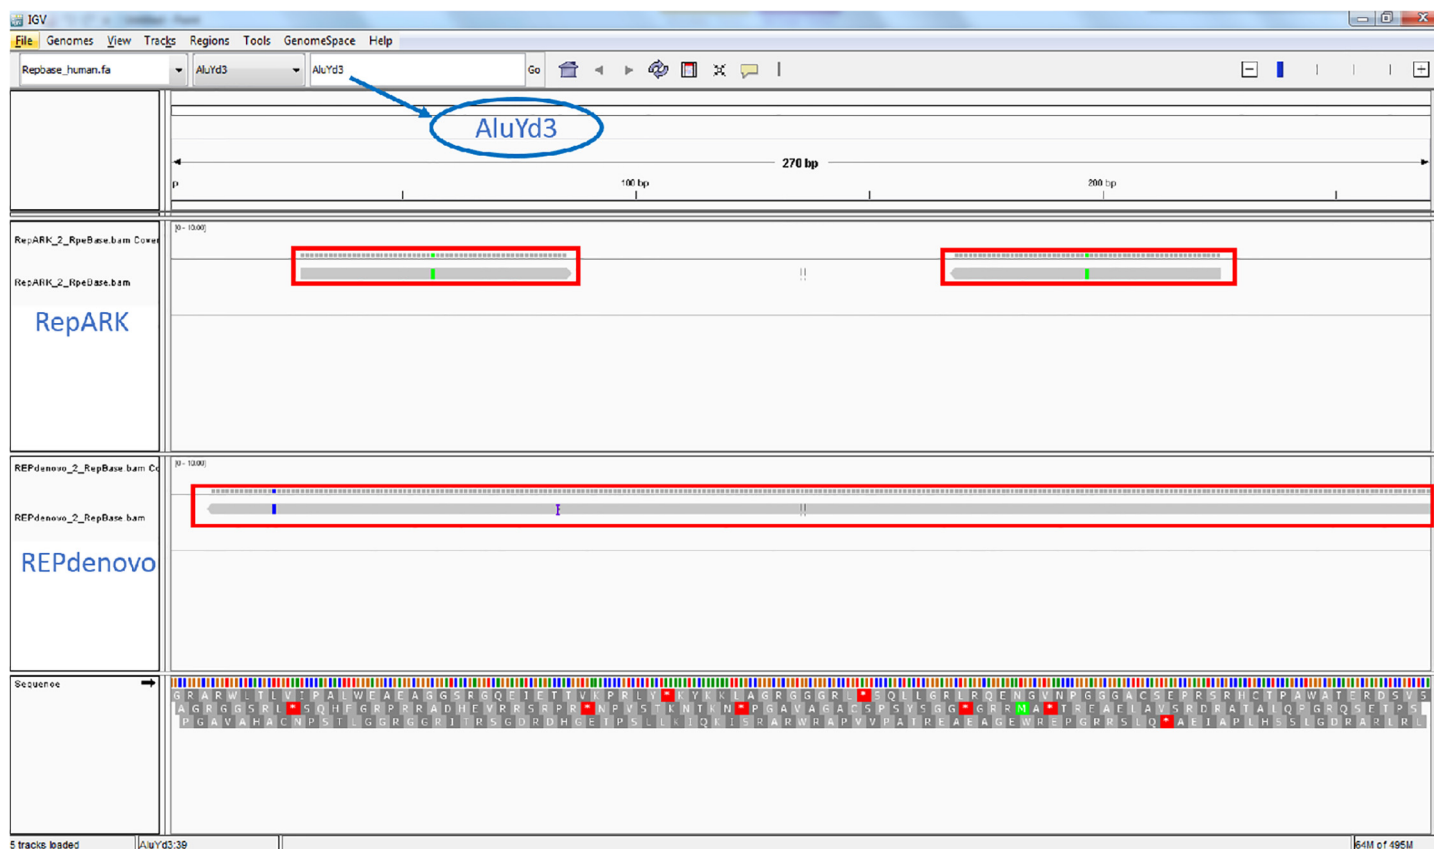 IGV
File Genomes View Tracks Regions Tools GenomeSpace Help
Repbase_human.fa AluYd3 AluYd3 Go
AluYd3
270 bp
100 bp 200 bp
[0 - 10.00]
RepARK_2_RpeBase.bam Cover
RepARK_2_RpeBase.bam
RepARK
[0 - 10.00]
REPdenovo_2_RepBase.bam Co
REPdenovo_2_RepBase.bam
REPdenovo
Sequence
5 tracks loaded AluYd3:39 64M of 495M